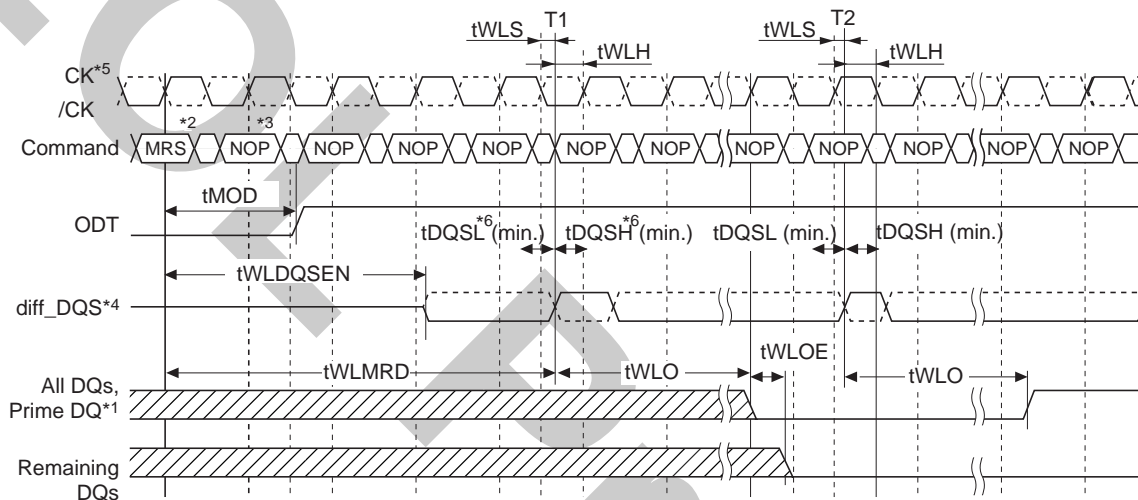 T1 T2
tWLS tWLS
tWLH tWLH
CK*5
/CK
*2 *3
Command MRS NOP NOP NOP NOP NOP NOP NOP NOP NOP NOP NOP
tMOD
ODT
tDQSL*6(min.) tDQSH*6(min.) tDQSL (min.) tDQSH (min.)
tWLDQSEN
diff_DQS*4
tWLOE
tWLMRD tWLO tWLO
All DQs,
Prime DQ*1
Remaining
DQs